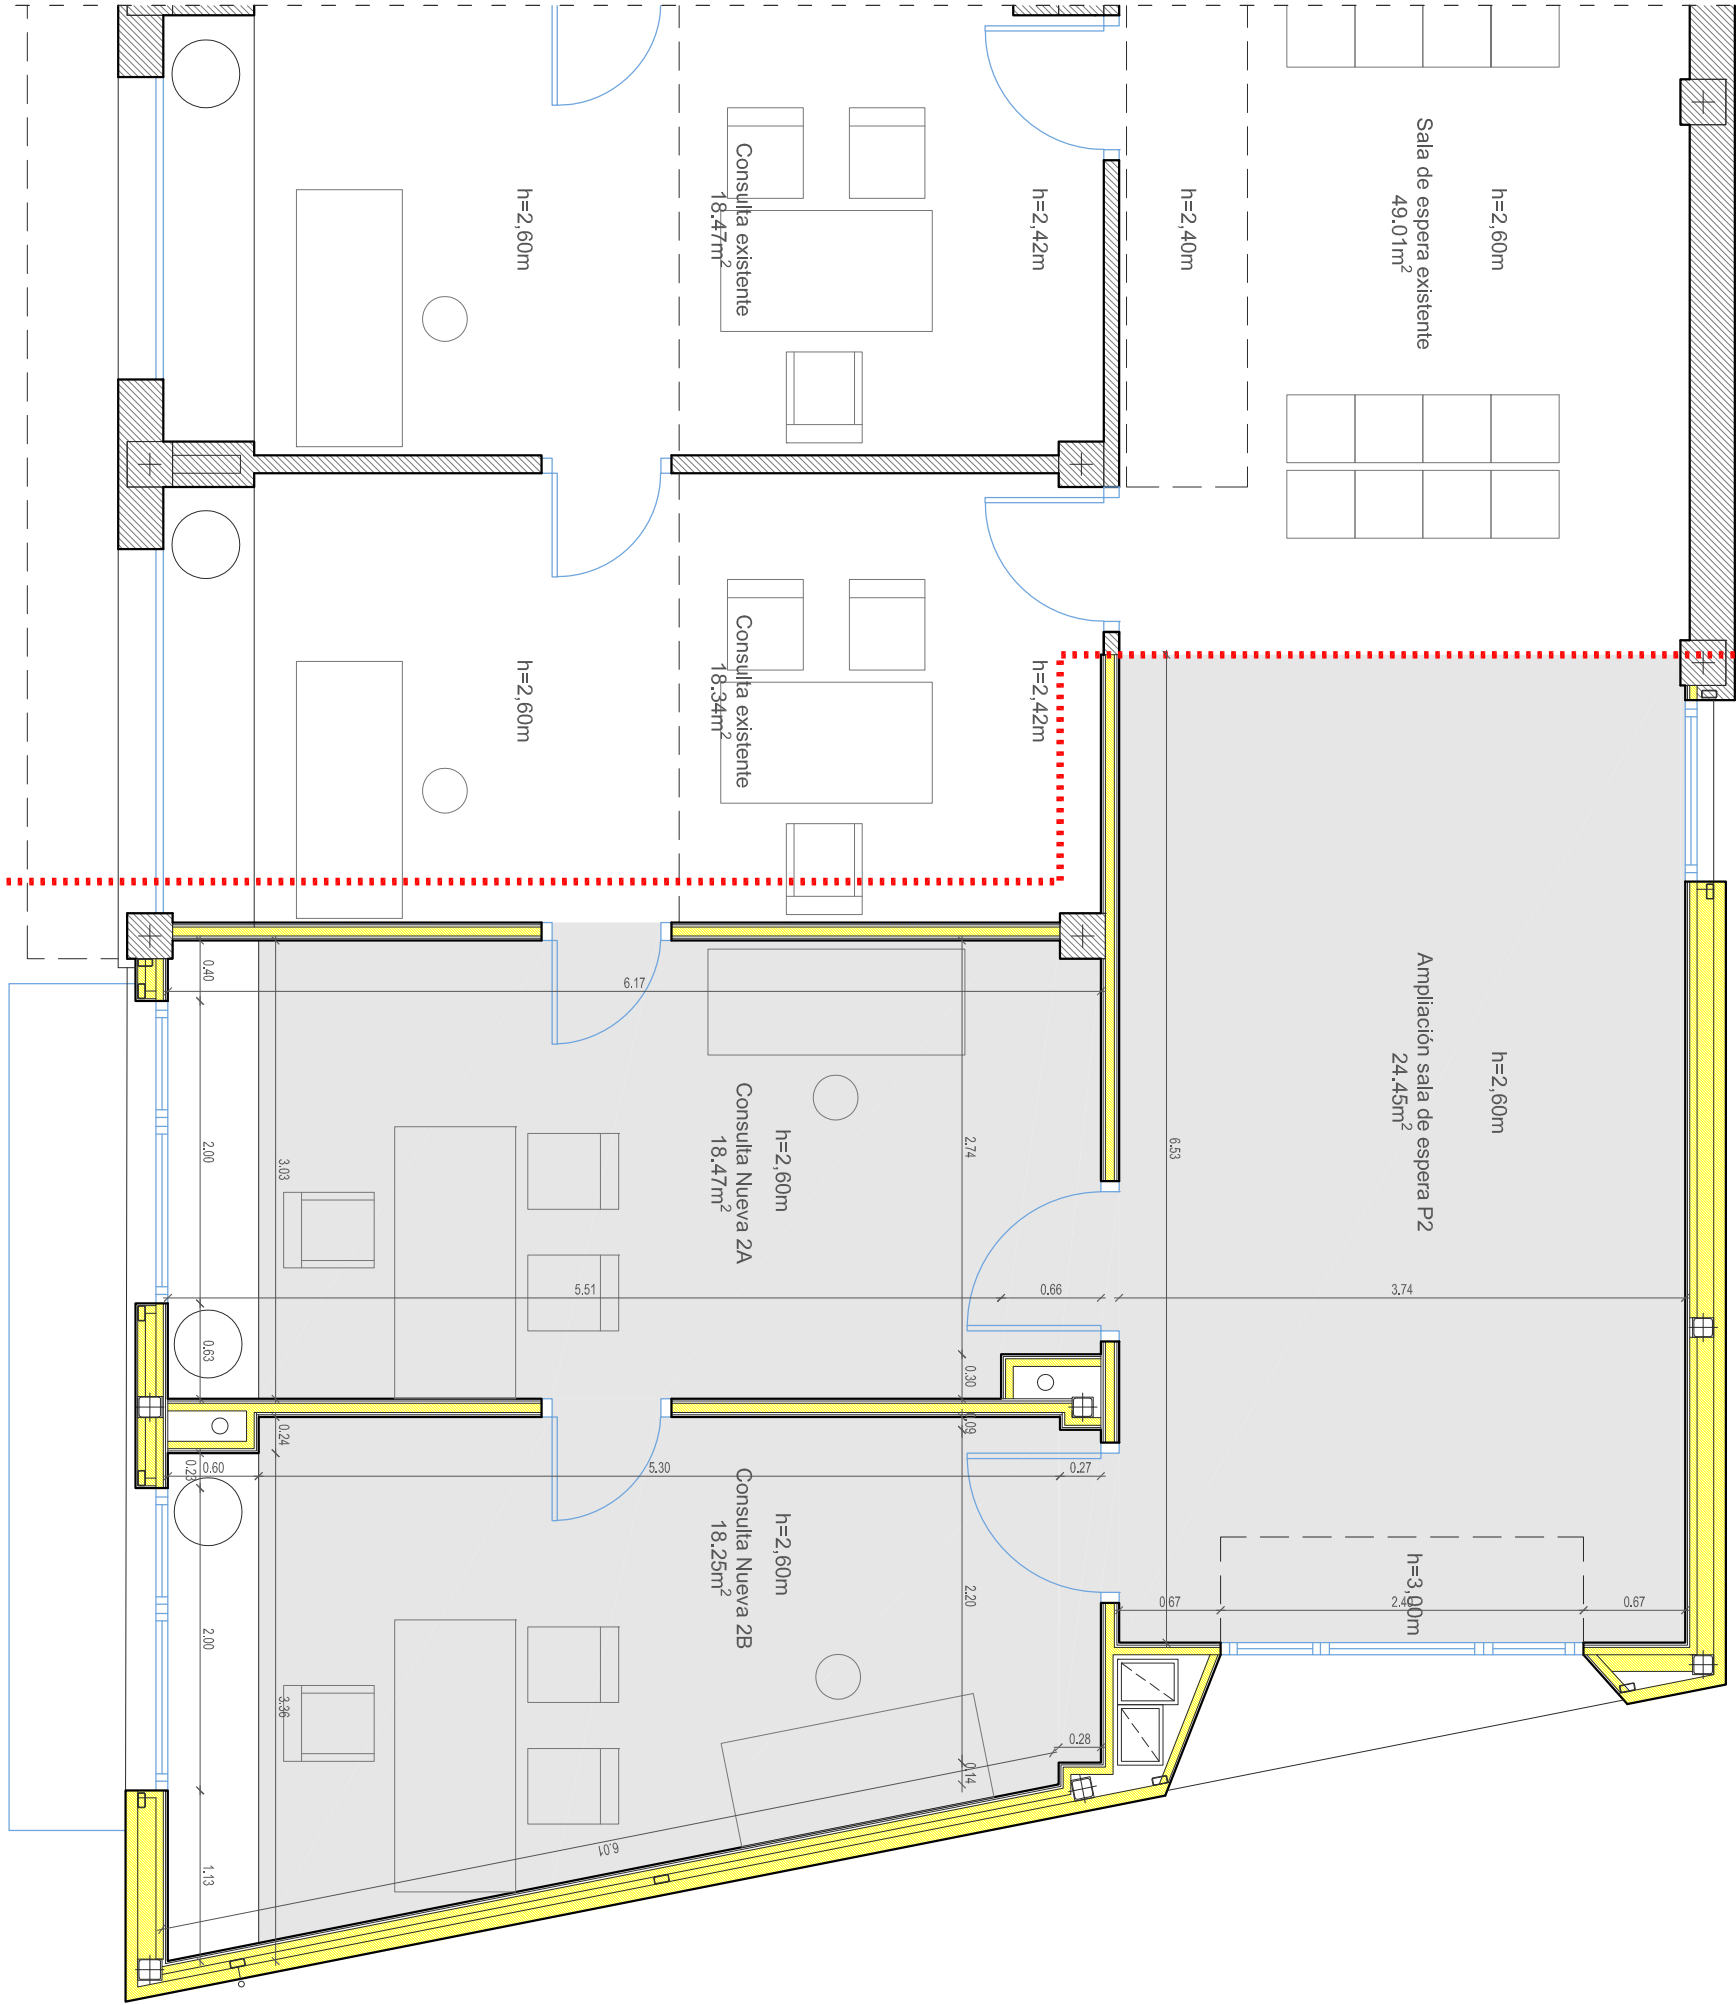 Sala de espera existente
49.01m²
h=2,60m
h=2,40m
h=2,42m
Consulta existente
18.47m²
h=2,60m
h=2,42m
Consulta existente
18.34m²
h=2,60m
h=2,60m
Ampliación sala de espera P2
24.45m²
6.53
3.74
h=3,00m
0.67
2.40
0.67
h=2,60m
Consulta Nueva 2A
18.47m²
6.17
2.74
5.51
0.66
0.30
0.40
2.00
3.03
0.63
h=2,60m
Consulta Nueva 2B
18.25m²
0.09
0.24
0.23
0.60
5.30
0.27
2.20
2.00
3.36
0.28
0.14
6.01
1.13